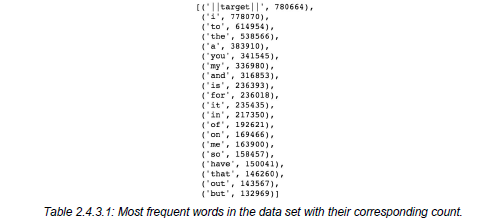 [('||target||', 780664),
('i', 778070),
('to', 614954),
('the', 538566),
('a', 383910),
('you', 341545),
('my', 336980),
('and', 316853),
('is', 236393),
('for', 236018),
('it', 235435),
('in', 217350),
('of', 192621),
('on', 169466),
('me', 163900),
('so', 158457),
('have', 150041),
('that', 146260),
('out', 143567),
('but', 132969)]
Table 2.4.3.1: Most frequent words in the data set with their corresponding count.